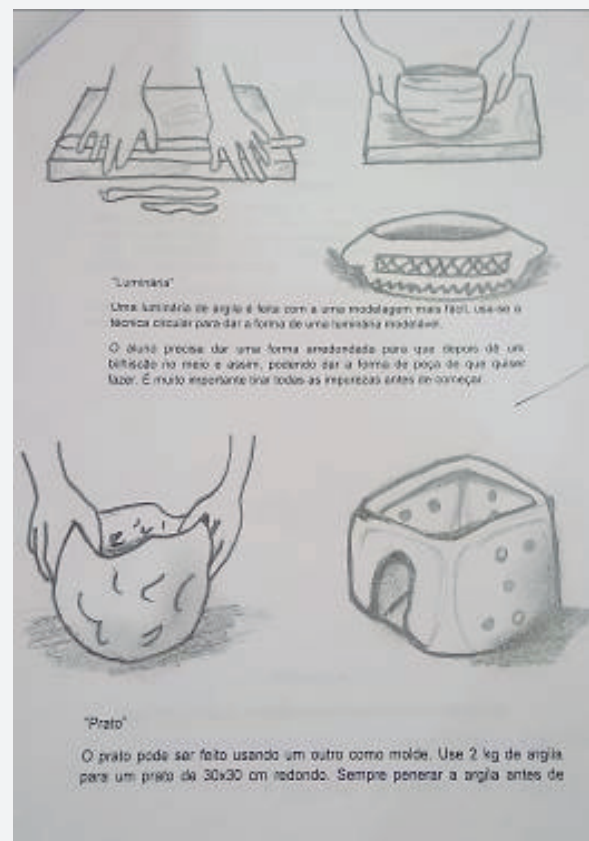 "Luminária"
Uma luminária de argila é feita com a uma modelagem mais fácil, usa-se a
técnica circular para dar a forma de uma luminária modelável.
O aluno precisa dar uma forma arredondada para que depois dê um
biliscão no meio e assim, podendo dar a forma de peça de que quiser
fazer. É muito importante tirar todas as impurezas antes de começar.
"Prato"
O prato pode ser feito usando um outro como molde. Use 2 kg de argila
para um prato de 30x30 cm redondo. Sempre penerar a argila antes de